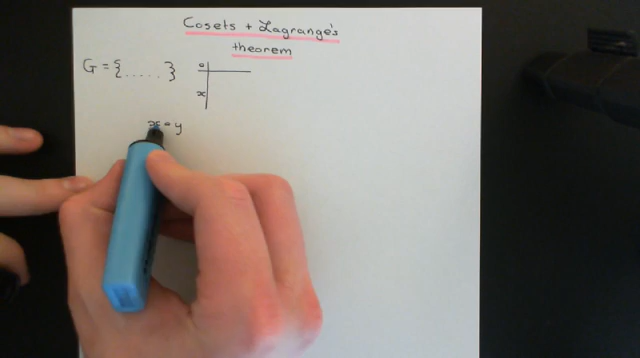 Cosets + Lagrange's
theorem
G = {.....}
o
x
x = y